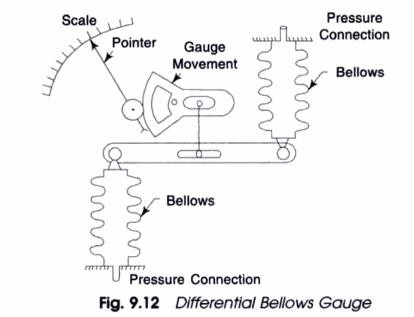 Scale
Pointer
Gauge
Movement
Pressure
Connection
Bellows
Bellows
Pressure Connection
Fig. 9.12 Differential Bellows Gauge